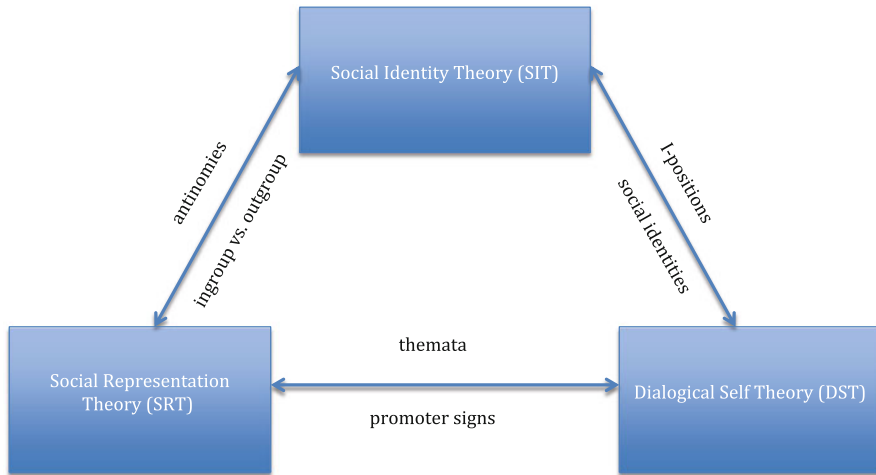 Social Identity Theory (SIT)
antinomies
ingroup vs. outgroup
I-positions
social identities
Social Representation
Theory (SRT)
themata
promoter signs
Dialogical Self Theory (DST)